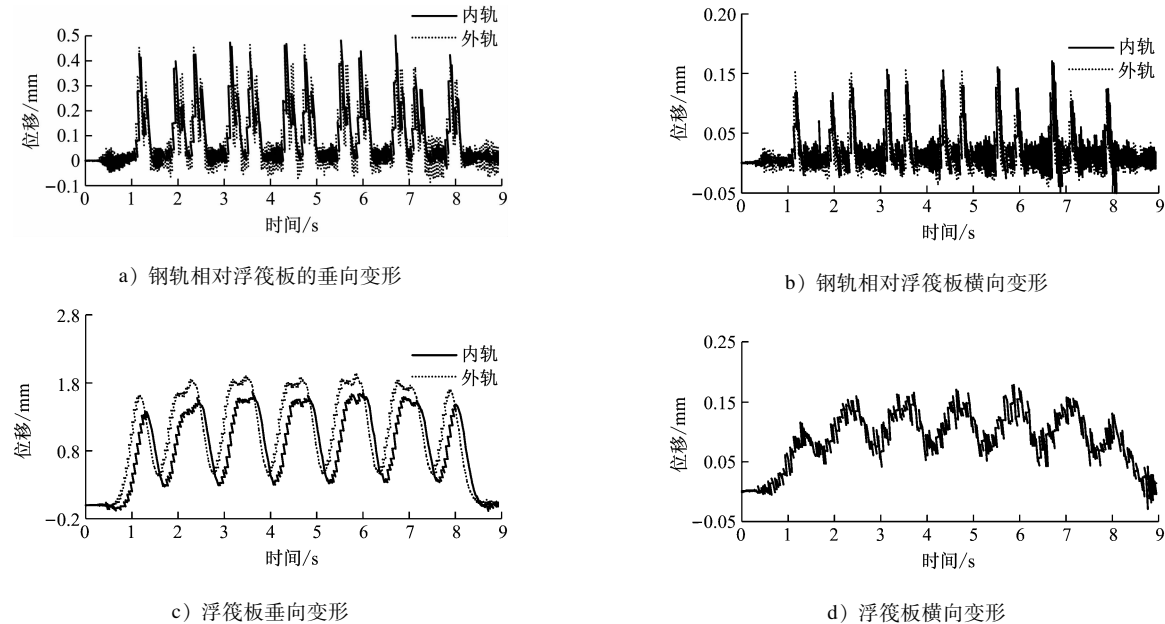 内轨
外轨
0.5
0.4
0.3
0.2
0.1
0
−0.1
位移/mm
0 1 2 3 4 5 6 7 8 9
时间/s
a）钢轨相对浮筏板的垂向变形
0.20
0.15
0.05
−0.05
内轨
外轨
位移/mm
0 1 2 3 4 5 6 7 8 9
时间/s
b）钢轨相对浮筏板横向变形
2.8
1.8
0.8
−0.2
内轨
外轨
位移/mm
0 1 2 3 4 5 6 7 8 9
时间/s
c）浮筏板垂向变形
0.25
0.15
0.05
−0.05
位移/mm
0 1 2 3 4 5 6 7 8 9
时间/s
d）浮筏板横向变形